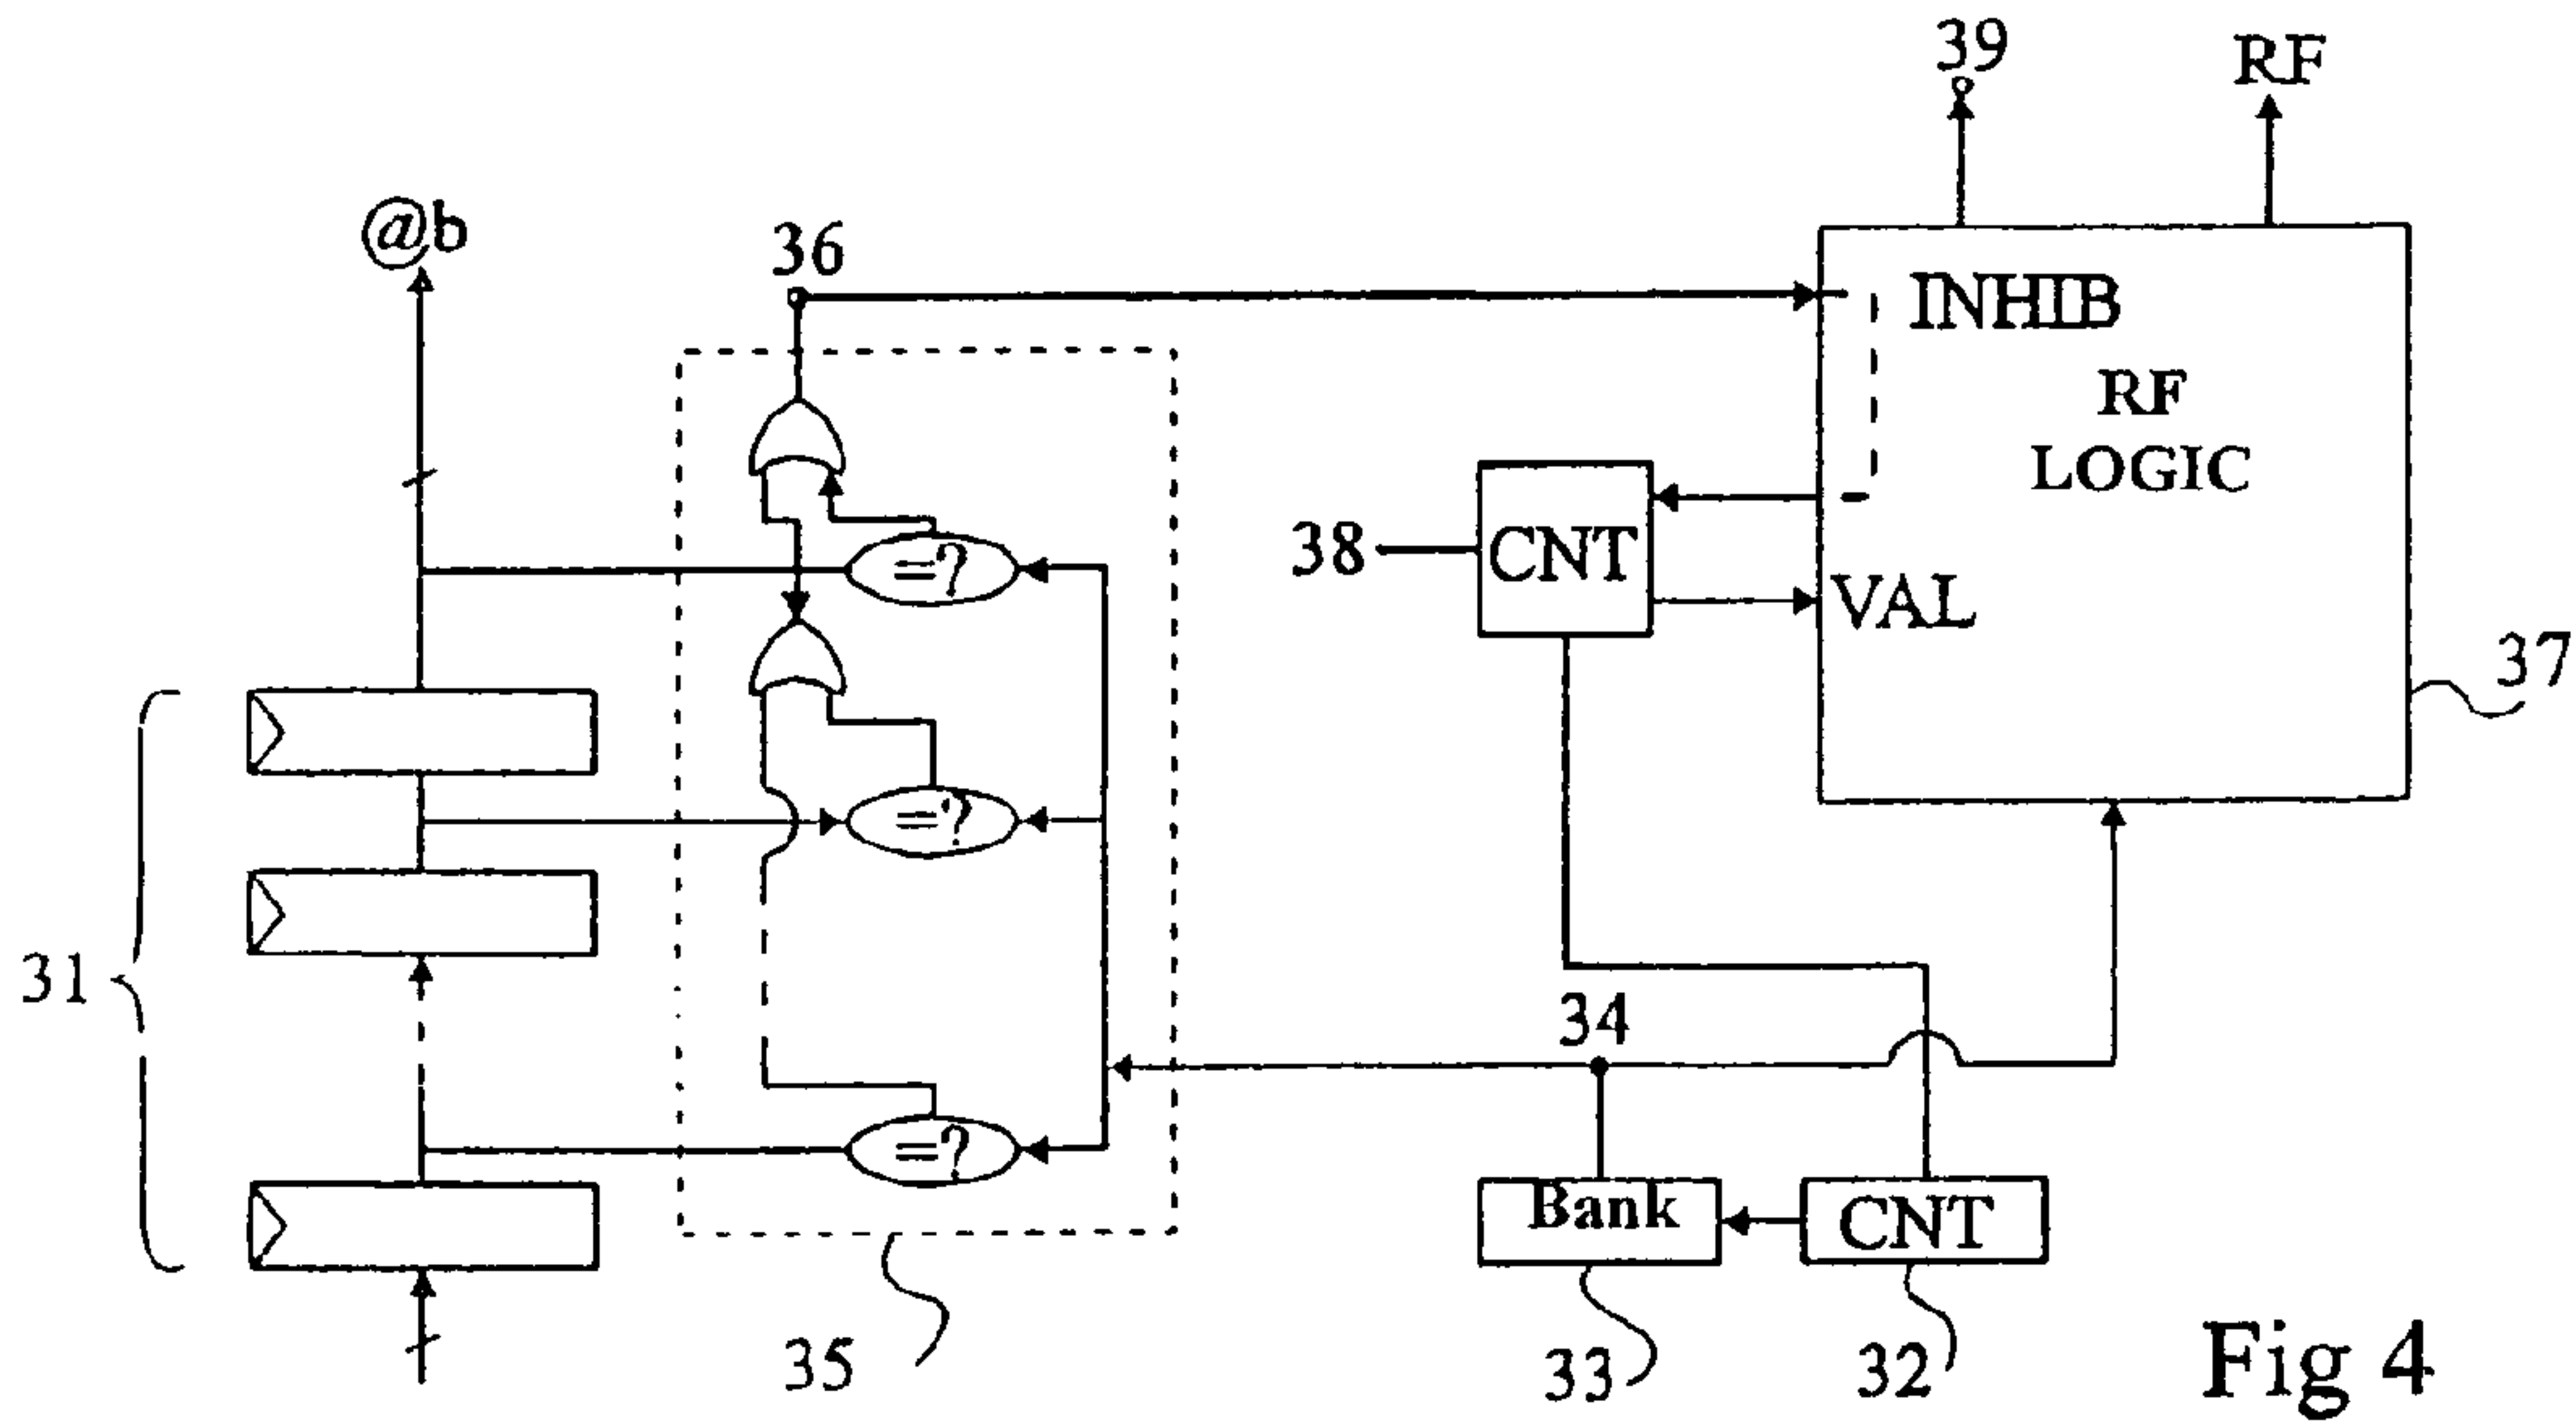 39
RF
@b
36
INHIB
RF
LOGIC
=?
38
CNT
VAL
37
=?
31
34
=?
Bank
CNT
35
33
32
Fig 4